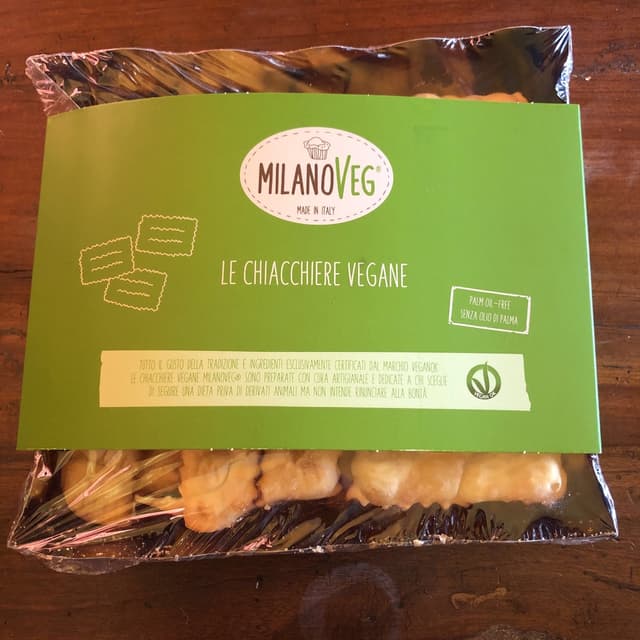 MILANOVEG®
MADE IN ITALY
LE CHIACCHIERE VEGANE
PALM OIL-FREE
SENZA OLIO DI PALMA
TUTTO IL GUSTO DELLA TRADIZIONE E INGREDIENTI ESCLUSIVAMENTE CERTIFICATI DAL MARCHIO VEGANOK.
LE CHIACCHIERE VEGANE MILANOVEG® SONO PREPARATE CON CURA ARTIGIANALE E DEDICATE A CHI SCEGLIE
DI SEGUIRE UNA DIETA PRIVA DI DERIVATI ANIMALI MA NON INTENDE RINUNCIARE ALLA BONTÀ.
VEGAN OK